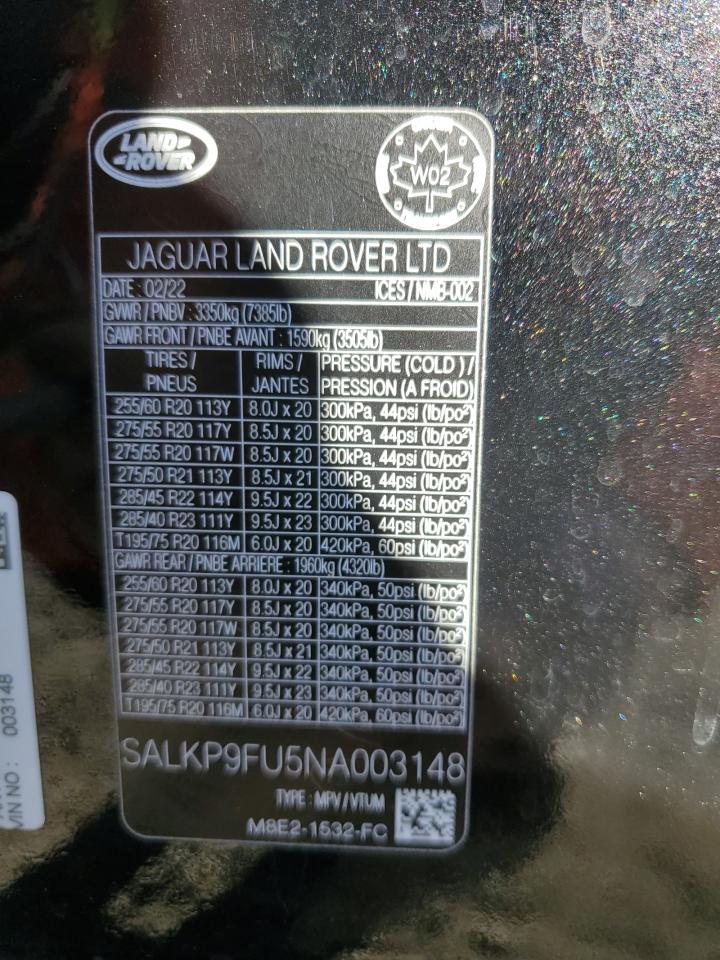 LAND
ROVER
W02
JAGUAR LAND ROVER LTD
DATE : 02/22 ICES / NMB-002
GVWR / PNBV : 3350kg (7385lb)
GAWR FRONT / PNBE AVANT : 1590kg (3505lb)
TIRES / PNEUS RIMS / JANTES PRESSURE (COLD ) / PRESSION (A FROID)
255/60 R20 113Y 8.0J x 20 300kPa, 44psi (lb/po²)
275/55 R20 117Y 8.5J x 20 300kPa, 44psi (lb/po²)
275/55 R20 117W 8.5J x 20 300kPa, 44psi (lb/po²)
275/50 R21 113Y 8.5J x 21 300kPa, 44psi (lb/po²)
285/45 R22 114Y 9.5J x 22 300kPa, 44psi (lb/po²)
285/40 R23 111Y 9.5J x 23 300kPa, 44psi (lb/po²)
T195/75 R20 116M 6.0J x 20 420kPa, 60psi (lb/po²)
GAWR REAR / PNBE ARRIERE : 1960kg (4320lb)
255/60 R20 113Y 8.0J x 20 340kPa, 50psi (lb/po²)
275/55 R20 117Y 8.5J x 20 340kPa, 50psi (lb/po²)
275/55 R20 117W 8.5J x 20 340kPa, 50psi (lb/po²)
275/50 R21 113Y 8.5J x 21 340kPa, 50psi (lb/po²)
285/45 R22 114Y 9.5J x 22 340kPa, 50psi (lb/po²)
285/40 R23 111Y 9.5J x 23 340kPa, 50psi (lb/po²)
T195/75 R20 116M 6.0J x 20 420kPa, 60psi (lb/po²)
SALKP9FU5NA003148
TYPE : MPV / VTUM
M8E2-1532-FC
VIN NO : 003148